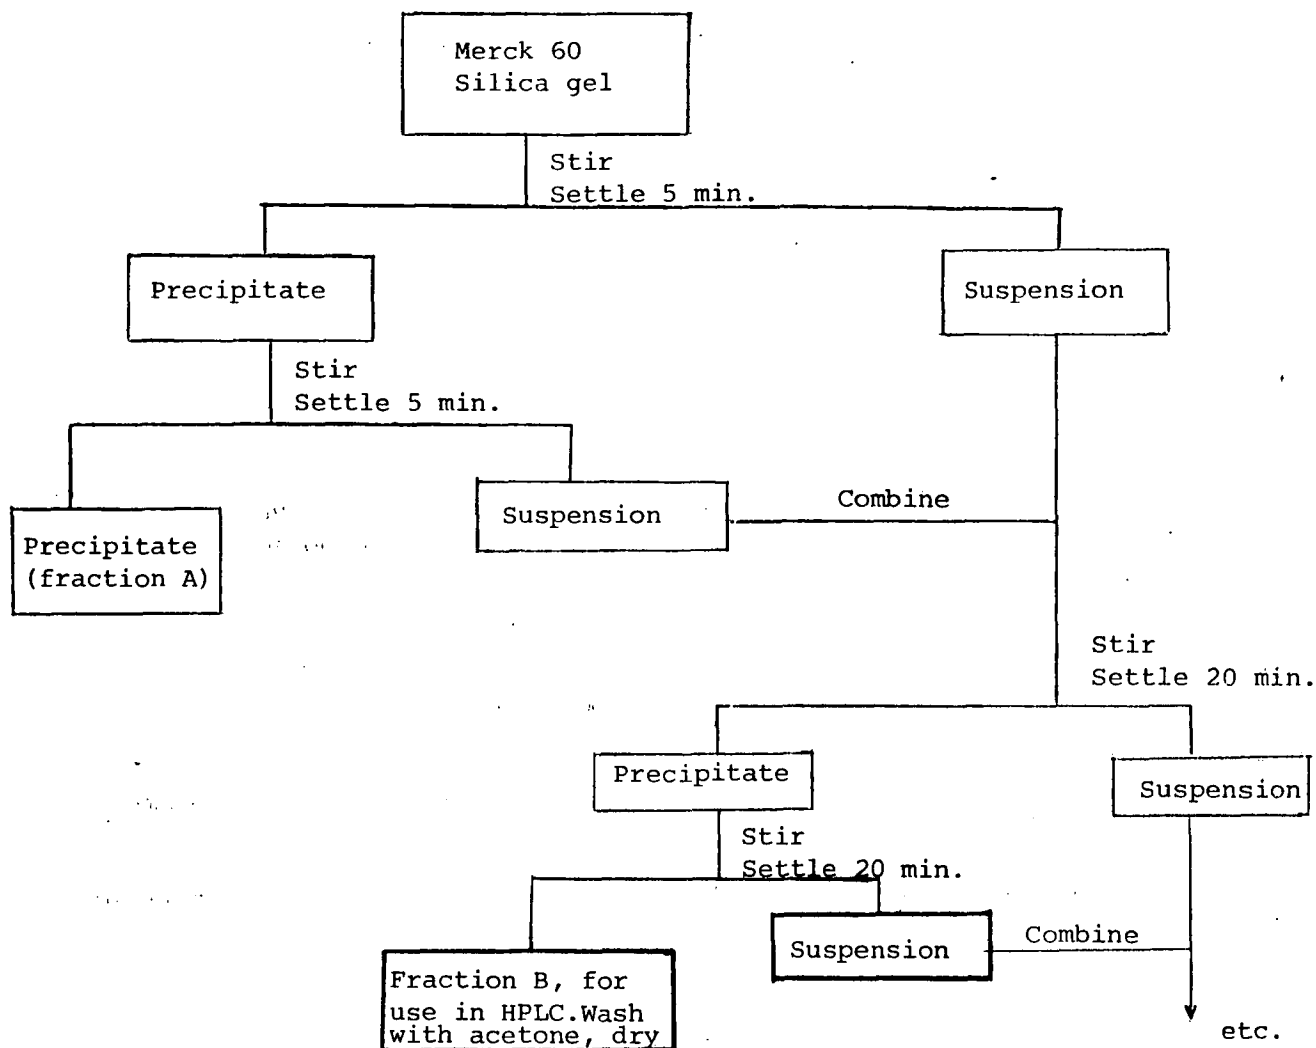 Merck 60
Silica gel
Stir
Settle 5 min.
Precipitate
Suspension
Stir
Settle 5 min.
Precipitate
(fraction A)
Suspension
Combine
Stir
Settle 20 min.
Precipitate
Suspension
Stir
Settle 20 min.
Fraction B, for
use in HPLC.Wash
with acetone, dry
Suspension
Combine
etc.